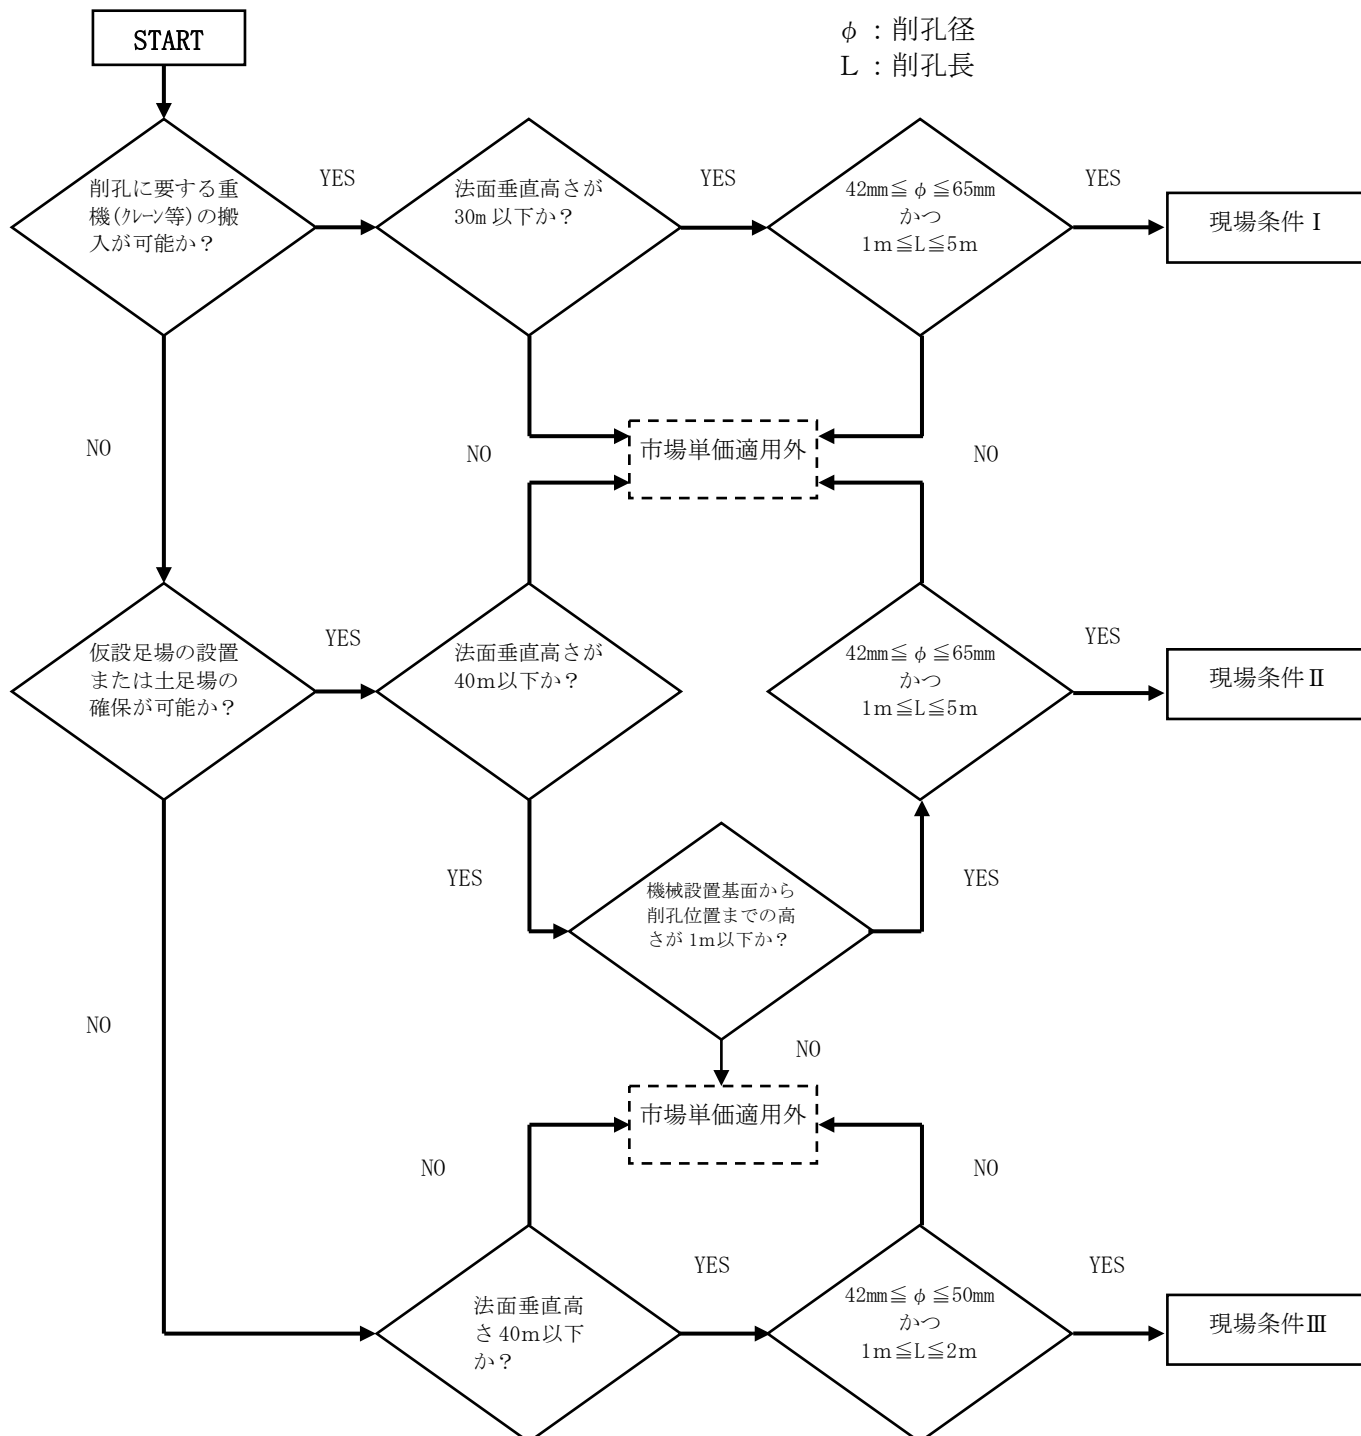 START
φ：削孔径
L：削孔長
削孔に要する重
機(ｸﾚｰﾝ等)の搬
入が可能か？
YES
法面垂直高さが
30m 以下か？
YES
42mm≦φ≦65mm
かつ
1m≦L≦5m
YES
現場条件Ⅰ
NO
NO
市場単価適用外
NO
仮設足場の設置
または土足場の
確保が可能か？
YES
法面垂直高さが
40m以下か？
42mm≦φ≦65mm
かつ
1m≦L≦5m
YES
現場条件Ⅱ
YES
機械設置基面から
削孔位置までの高
さが 1m以下か？
YES
NO
NO
市場単価適用外
NO
NO
法面垂直高
さ 40m以下
か？
YES
42mm≦φ≦50mm
かつ
1m≦L≦2m
YES
現場条件Ⅲ